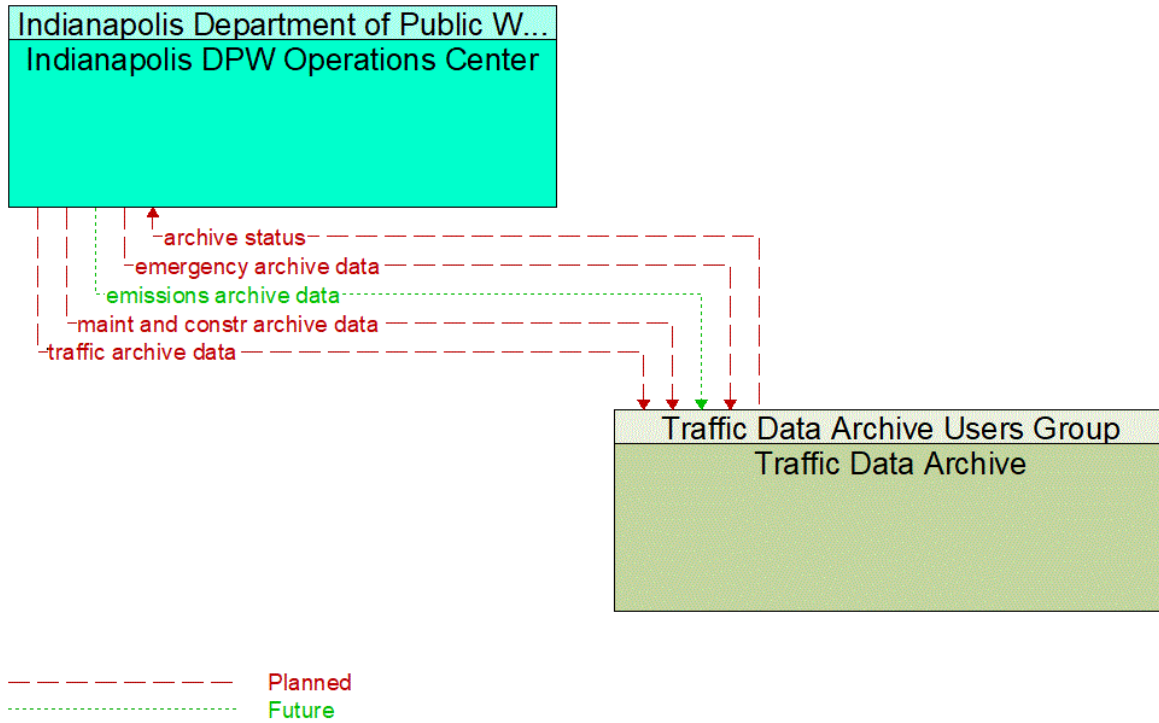 Indianapolis Department of Public W...
Indianapolis DPW Operations Center
archive status
emergency archive data
emissions archive data
maint and constr archive data
traffic archive data
Traffic Data Archive Users Group
Traffic Data Archive
Planned
Future